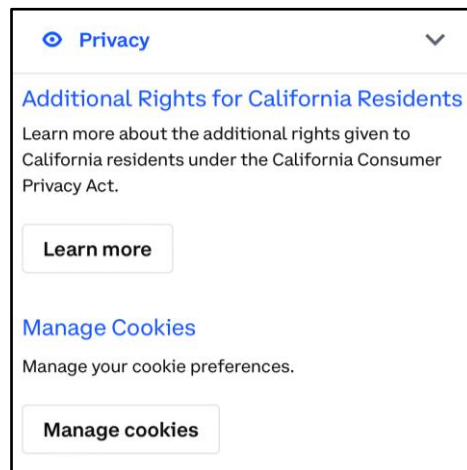 Privacy
Additional Rights for California Residents
Learn more about the additional rights given to
California residents under the California Consumer
Privacy Act.
Learn more
Manage Cookies
Manage your cookie preferences.
Manage cookies